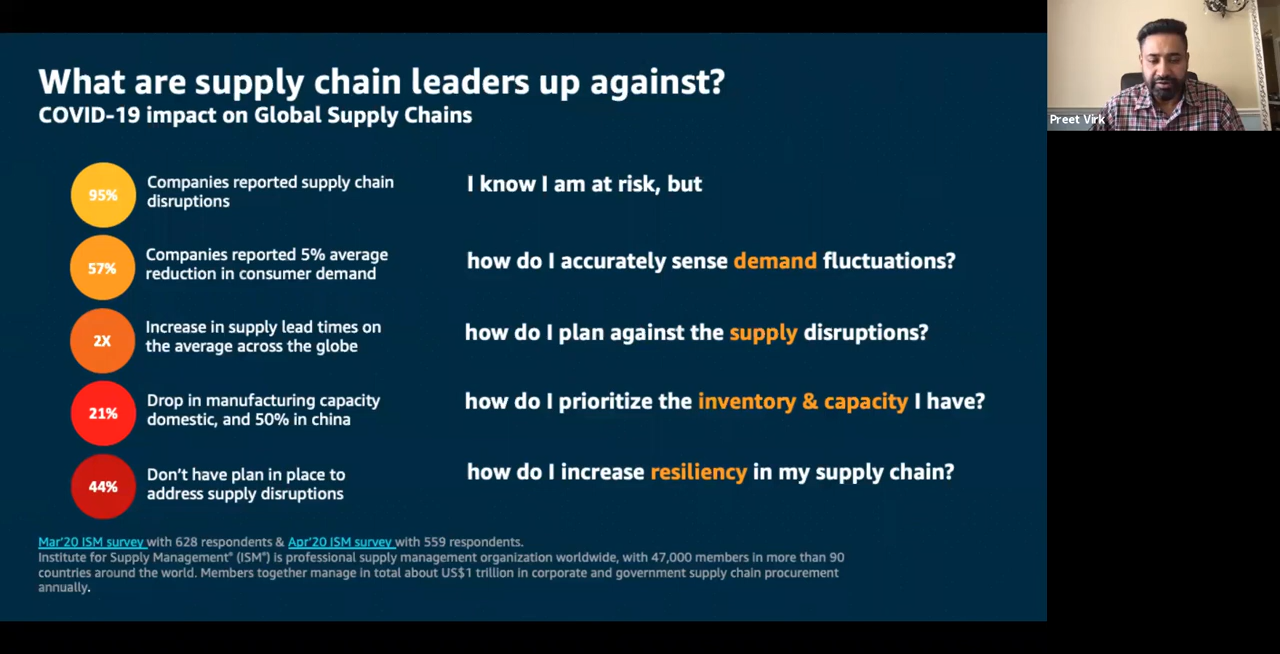 What are supply chain leaders up against?
COVID-19 impact on Global Supply Chains
95%
Companies reported supply chain
disruptions
I know I am at risk, but
57%
Companies reported 5% average
reduction in consumer demand
how do I accurately sense demand fluctuations?
2X
Increase in supply lead times on
the average across the globe
how do I plan against the supply disruptions?
21%
Drop in manufacturing capacity
domestic, and 50% in china
how do I prioritize the inventory & capacity I have?
44%
Don't have plan in place to
address supply disruptions
how do I increase resiliency in my supply chain?
Mar'20 ISM survey with 628 respondents & Apr'20 ISM survey with 559 respondents.
Institute for Supply Management® (ISM®) is professional supply management organization worldwide, with 47,000 members in more than 90
countries around the world. Members together manage in total about US$1 trillion in corporate and government supply chain procurement
annually.
Preet Virk